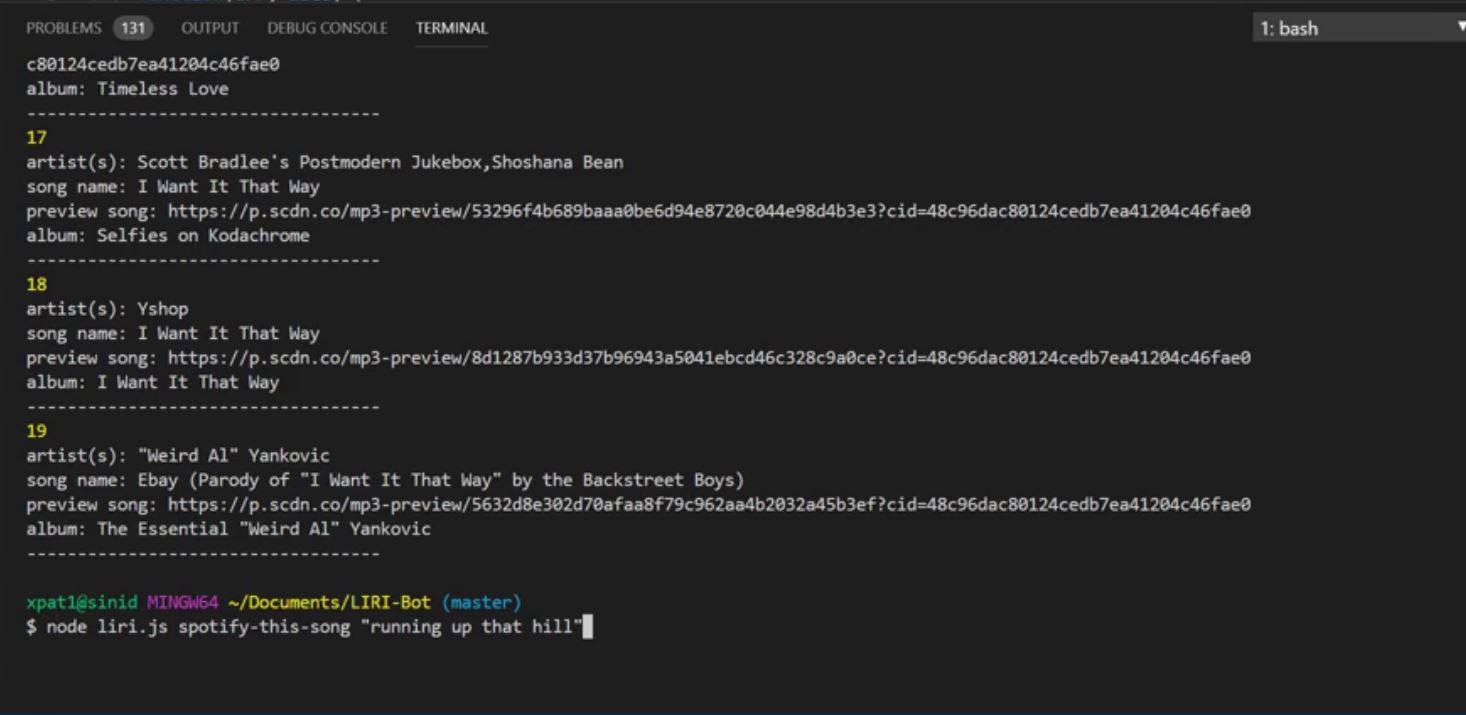 PROBLEMS 131 OUTPUT DEBUG CONSOLE TERMINAL 1: bash
c80124cedb7ea41204c46fae0
album: Timeless Love
-----------------------------------
17
artist(s): Scott Bradlee's Postmodern Jukebox,Shoshana Bean
song name: I Want It That Way
preview song: https://p.scdn.co/mp3-preview/53296f4b689baaa0be6d94e8720c044e98d4b3e3?cid=48c96dac80124cedb7ea41204c46fae0
album: Selfies on Kodachrome
-----------------------------------
18
artist(s): Yshop
song name: I Want It That Way
preview song: https://p.scdn.co/mp3-preview/8d1287b933d37b96943a5041ebcd46c328c9a0ce?cid=48c96dac80124cedb7ea41204c46fae0
album: I Want It That Way
-----------------------------------
19
artist(s): "Weird Al" Yankovic
song name: Ebay (Parody of "I Want It That Way" by the Backstreet Boys)
preview song: https://p.scdn.co/mp3-preview/5632d8e302d70afaa8f79c962aa4b2032a45b3ef?cid=48c96dac80124cedb7ea41204c46fae0
album: The Essential "Weird Al" Yankovic
-----------------------------------
xpat1@sinid MINGW64 ~/Documents/LIRI-Bot (master)
$ node liri.js spotify-this-song "running up that hill"